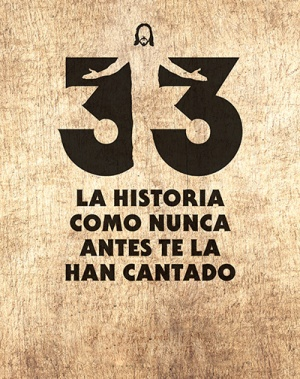 33
LA HISTORIA
COMO NUNCA
ANTES TE LA
HAN CANTADO